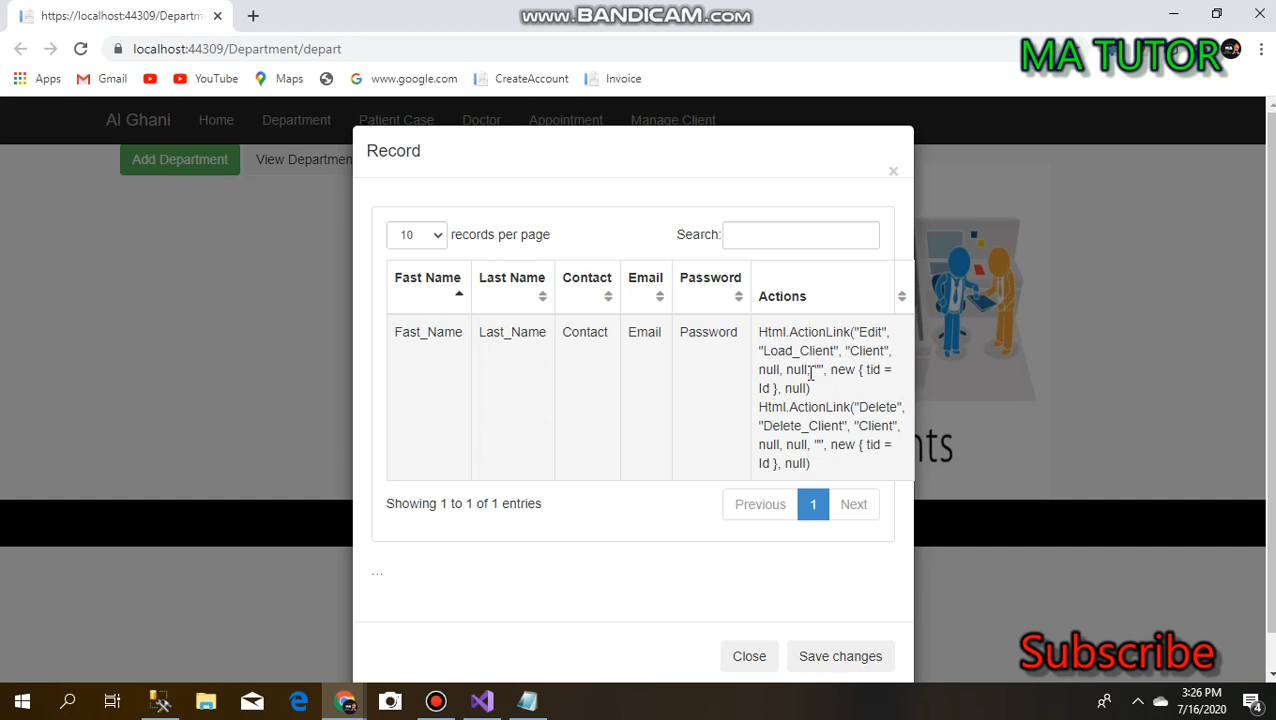 https://localhost:44309/Departm
www.BANDICAM.com
localhost:44309/Department/depart
MA TUTOR
Apps
Gmail
YouTube
Maps
www.google.com
CreateAccount
Invoice
Al Ghani
Home
Department
Patient Case
Doctor
Appointment
Manage Client
Add Department
View Departmen
Record
×
10
records per page
Search:
Fast Name
Last Name
Contact
Email
Password
Actions
Fast_Name
Last_Name
Contact
Email
Password
Html.ActionLink("Edit",
"Load_Client", "Client",
null, null, "", new { tid =
Id }, null)
Html.ActionLink("Delete",
"Delete_Client", "Client",
null, null, "", new { tid =
Id }, null)
nts
Showing 1 to 1 of 1 entries
Previous
1
Next
...
Close
Save changes
Subscribe
3:26 PM
7/16/2020
4